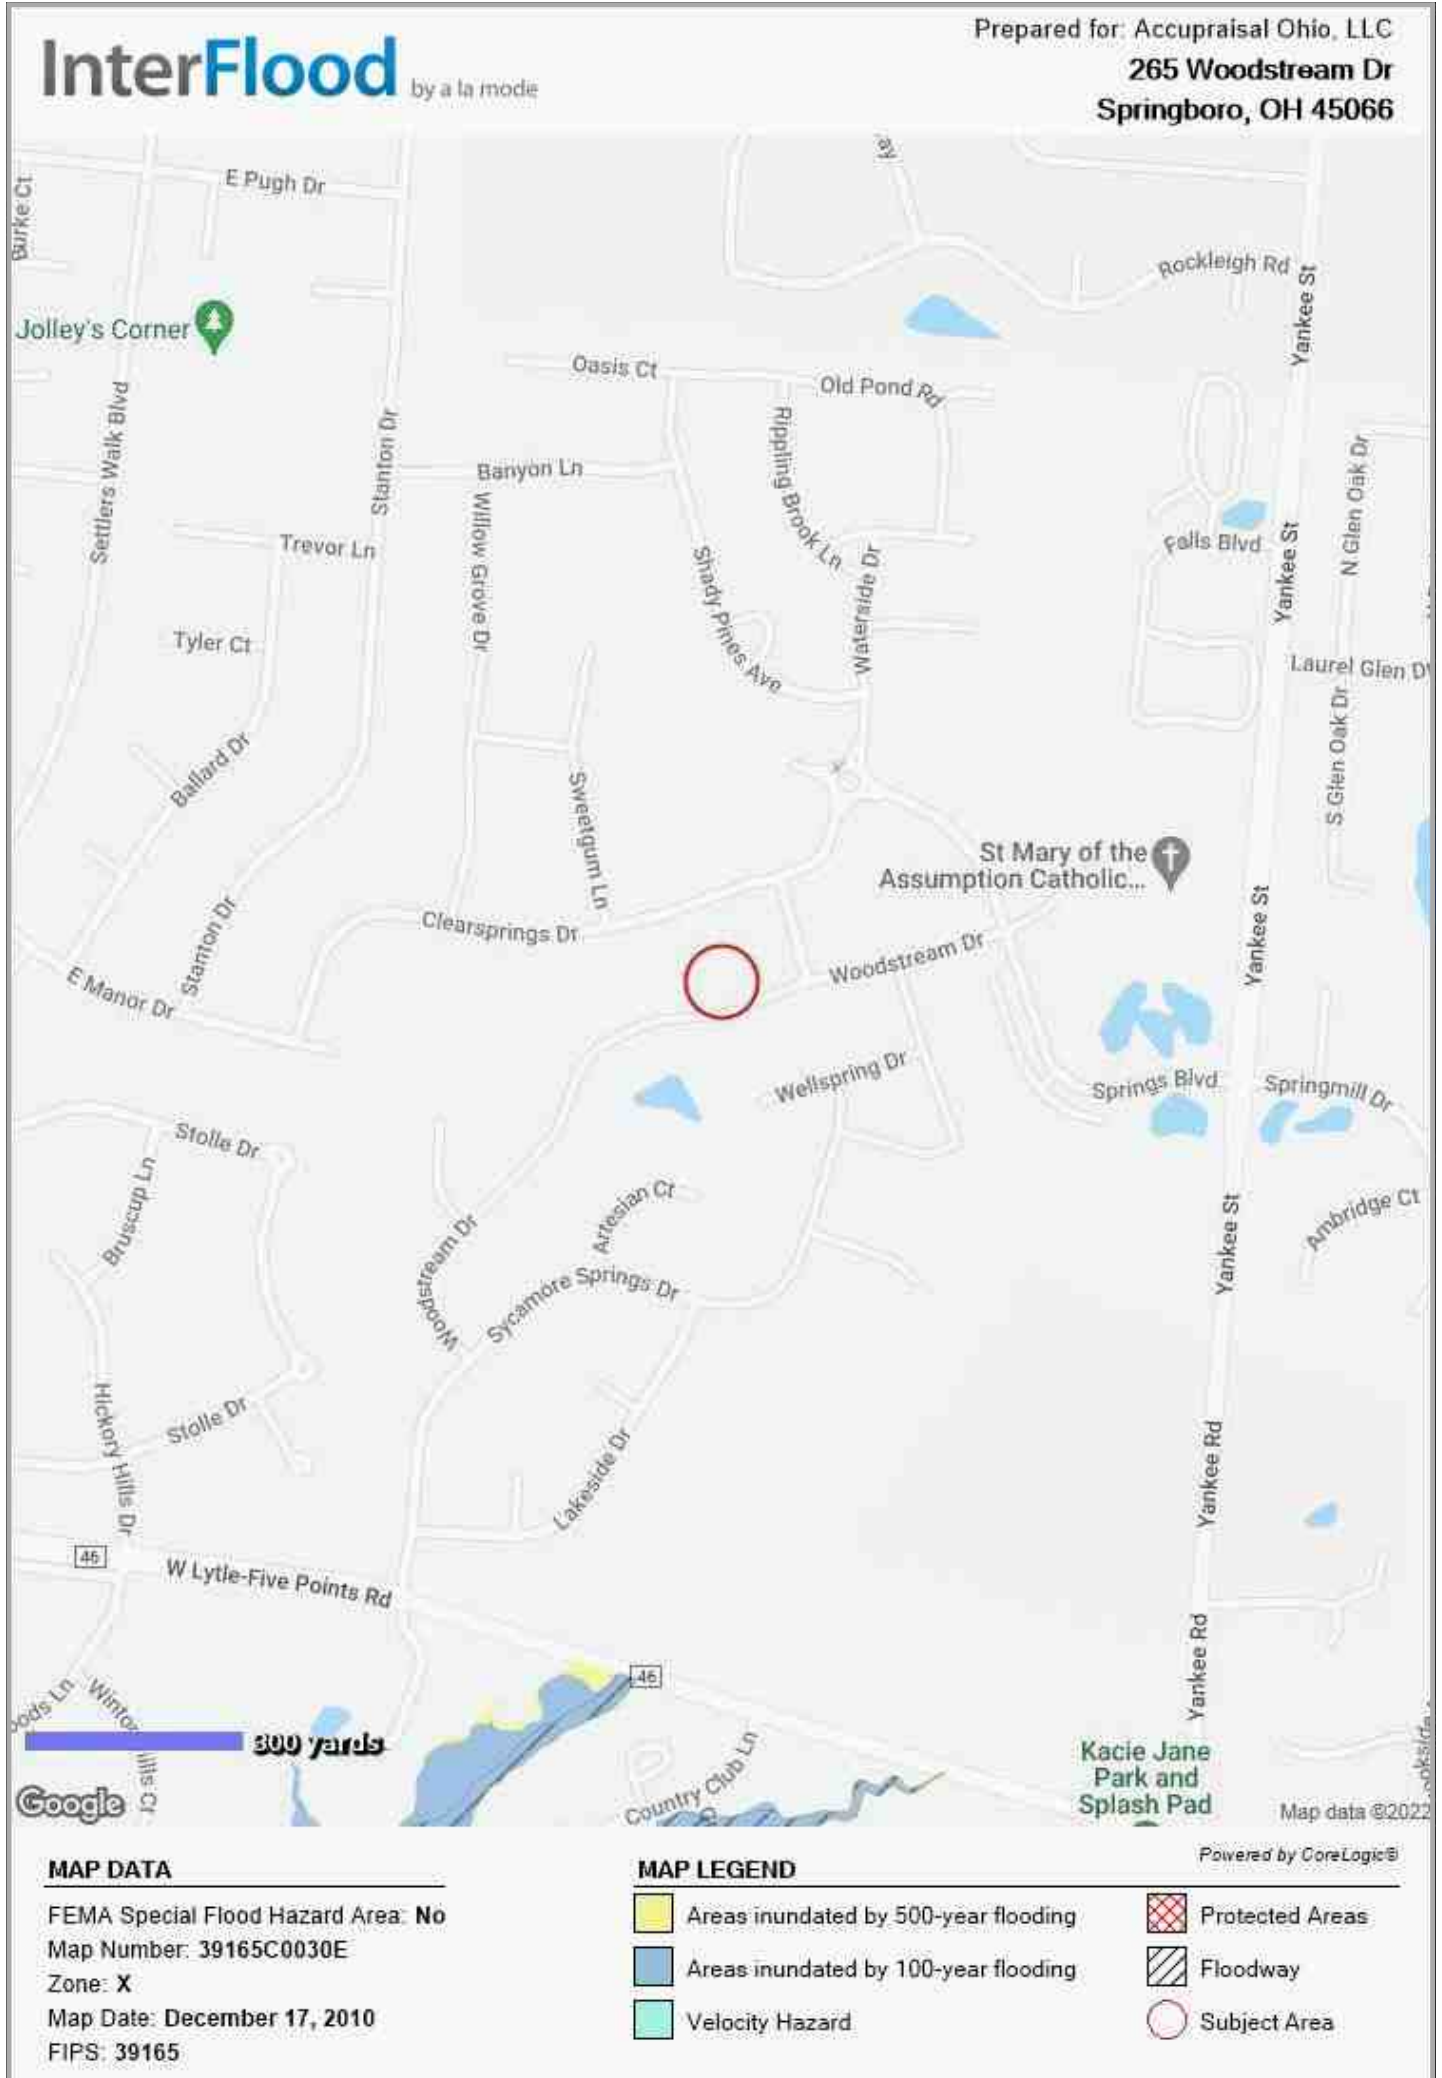 InterFlood by a la mode
Prepared for: Accupraisal Ohio, LLC
265 Woodstream Dr
Springboro, OH 45066
E Pugh Dr
Burke Ct
Rockleigh Rd
Yankee St
Jolley's Corner
Oasis Ct
Old Pond Rd
Settlers Walk Blvd
Stanton Dr
Rippling Brook Ln
N Glen Oak Dr
Banyon Ln
Willow Grove Dr
Trevor Ln
Falls Blvd
Yankee St
Shady Pines Ave
Waterside Dr
Tyler Ct
Laurel Glen D
S Glen Oak Dr
Ballard Dr
Sweetgum Ln
St Mary of the
Assumption Catholic...
Stanton Dr
Clearsprings Dr
Yankee St
Woodstream Dr
E Manor Dr
Wellspring Dr
Springs Blvd
Springmill Dr
Stolle Dr
Bruscup Ln
Artesian Ct
Ambridge Ct
Yankee St
Woodstream Dr
Sycamore Springs Dr
Hickory Hills Dr
Stolle Dr
Lakeside Dr
Yankee Rd
46
W Lytle-Five Points Rd
Yankee Rd
46
oods Ln
300 yards
Country Club Ln
Kacie Jane
Park and
Splash Pad
Google
Map data ©2022
Powered by CoreLogic®
MAP DATA
FEMA Special Flood Hazard Area: No
Map Number: 39165C0030E
Zone: X
Map Date: December 17, 2010
FIPS: 39165
MAP LEGEND
Areas inundated by 500-year flooding
Areas inundated by 100-year flooding
Velocity Hazard
Protected Areas
Floodway
Subject Area